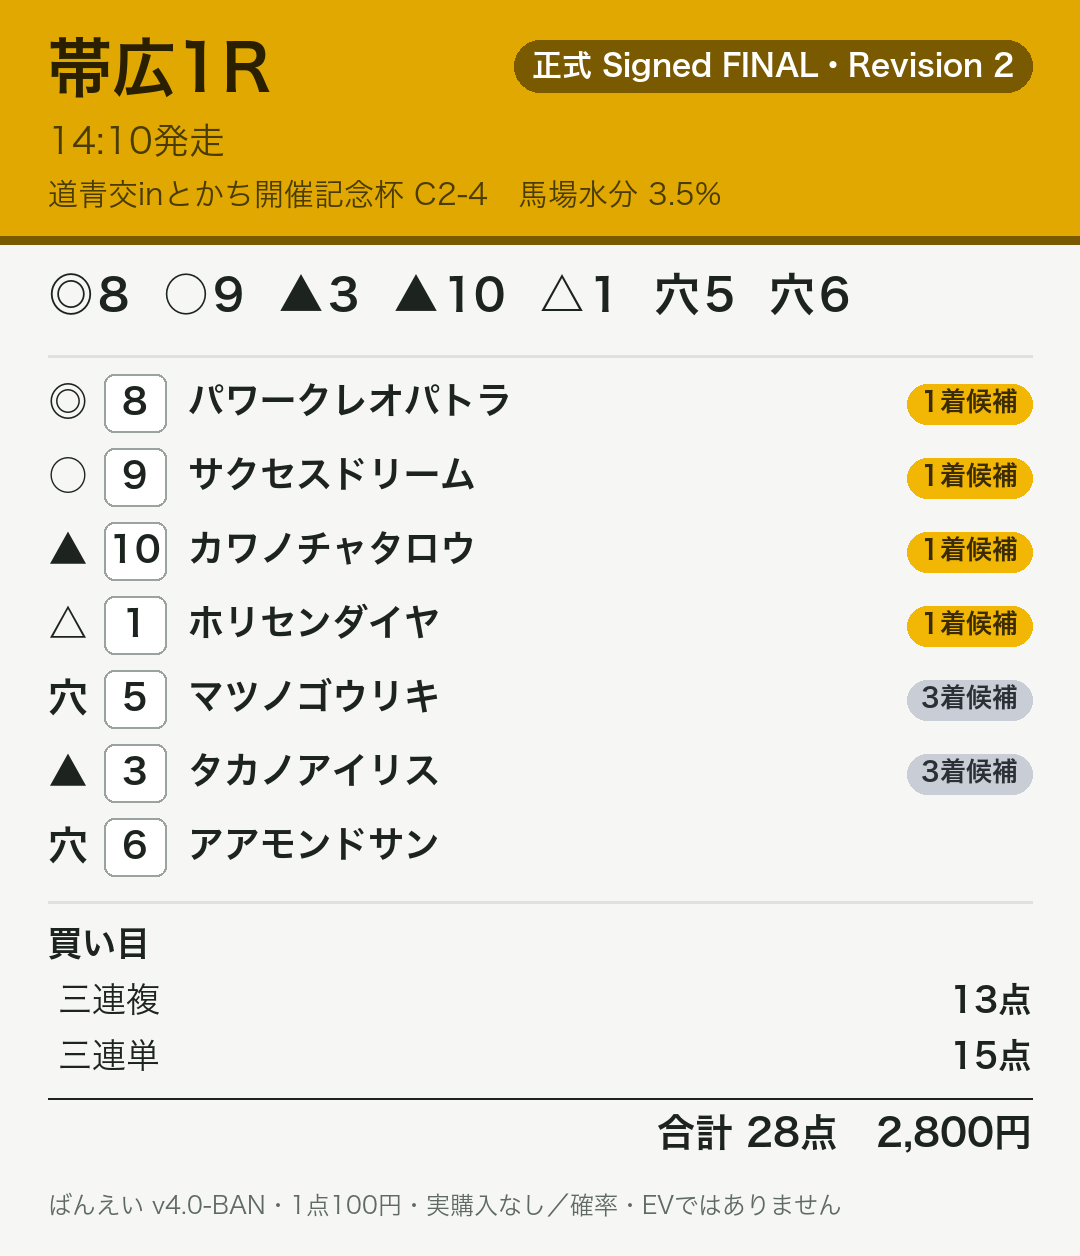 帯広1R
正式 Signed FINAL・Revision 2
14:10発走
道青交inとかち開催記念杯 C2-4　馬場水分 3.5%
◎8 ○9 ▲3 ▲10 △1 穴5 穴6
◎ 8 パワークレオパトラ 1着候補
○ 9 サクセスドリーム 1着候補
▲ 10 カワノチャタロウ 1着候補
△ 1 ホリセンダイヤ 1着候補
穴 5 マツノゴウリキ 3着候補
▲ 3 タカノアイリス 3着候補
穴 6 アアモンドサン
買い目
三連複 13点
三連単 15点
合計 28点　2,800円
ばんえい v4.0-BAN・1点100円・実購入なし／確率・EVではありません